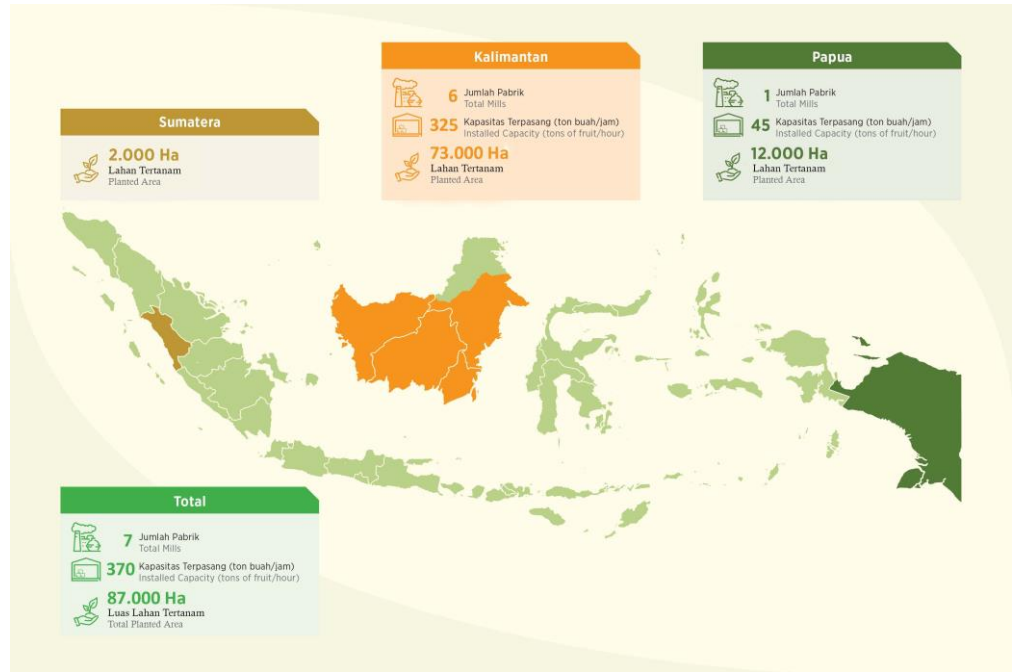 Sumatera
2.000 Ha
Lahan Tertanam
Planted Area
Kalimantan
6 Jumlah Pabrik
Total Mills
325 Kapasitas Terpasang (ton buah/jam)
Installed Capacity (tons of fruit/hour)
73.000 Ha
Lahan Tertanam
Planted Area
Papua
1 Jumlah Pabrik
Total Mills
45 Kapasitas Terpasang (ton buah/jam)
Installed Capacity (tons of fruit/hour)
12.000 Ha
Lahan Tertanam
Planted Area
Total
7 Jumlah Pabrik
Total Mills
370 Kapasitas Terpasang (ton buah/jam)
Installed Capacity (tons of fruit/hour)
87.000 Ha
Luas Lahan Tertanam
Total Planted Area